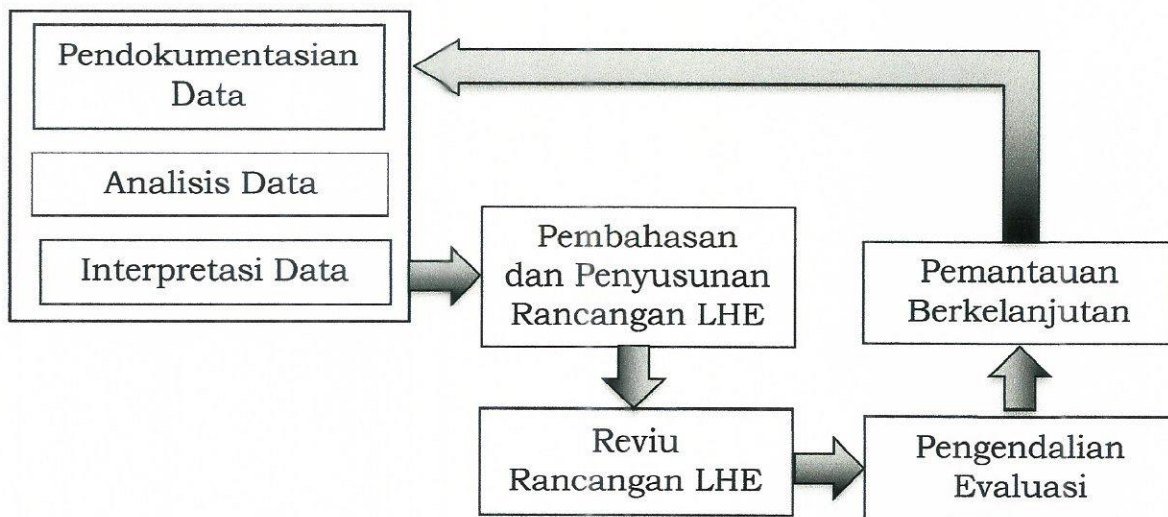 Pendokumentasian
Data
Analisis Data
Interpretasi Data
Pembahasan
dan Penyusunan
Rancangan LHE
Reviu
Rancangan LHE
Pengendalian
Evaluasi
Pemantauan
Berkelanjutan